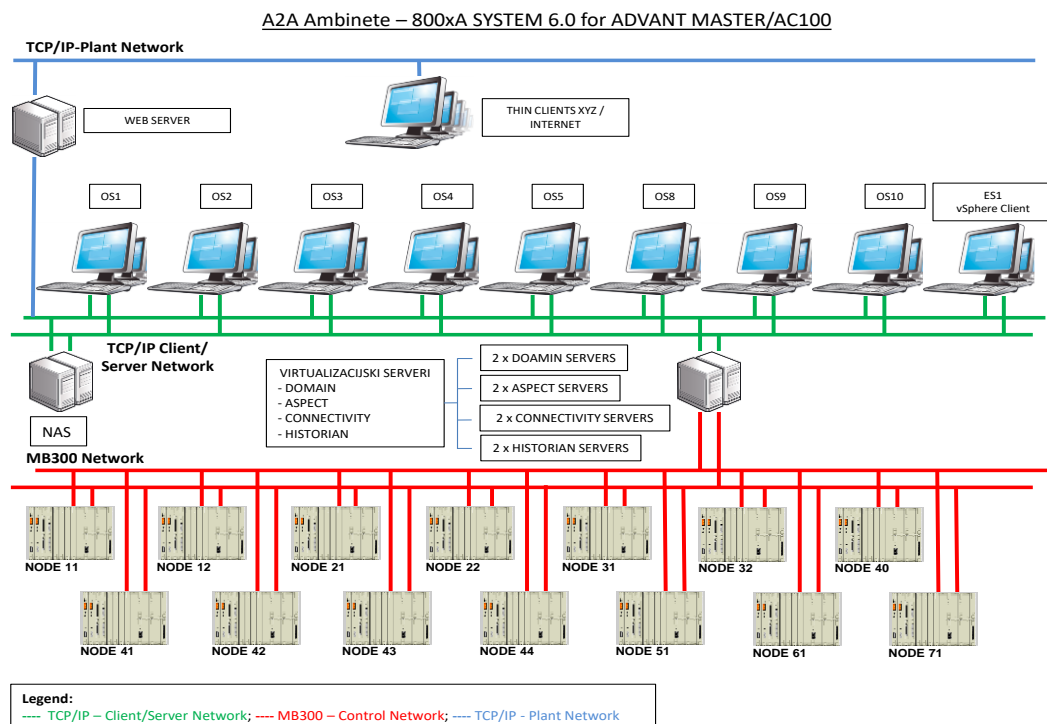 A2A Ambinete – 800xA SYSTEM 6.0 for ADVANT MASTER/AC100
TCP/IP-Plant Network
WEB SERVER
THIN CLIENTS XYZ /
INTERNET
OS1
OS2
OS3
OS4
OS5
OS8
OS9
OS10
ES1
vSphere Client
TCP/IP Client/
Server Network
VIRTUALIZACIJSKI SERVERI
- DOMAIN
- ASPECT
- CONNECTIVITY
- HISTORIAN
2 x DOAMIN SERVERS
2 x ASPECT SERVERS
2 x CONNECTIVITY SERVERS
2 x HISTORIAN SERVERS
NAS
MB300 Network
NODE 11
NODE 12
NODE 21
NODE 22
NODE 31
NODE 32
NODE 40
NODE 41
NODE 42
NODE 43
NODE 44
NODE 51
NODE 61
NODE 71
Legend:
---- TCP/IP – Client/Server Network; ---- MB300 – Control Network; ---- TCP/IP - Plant Network